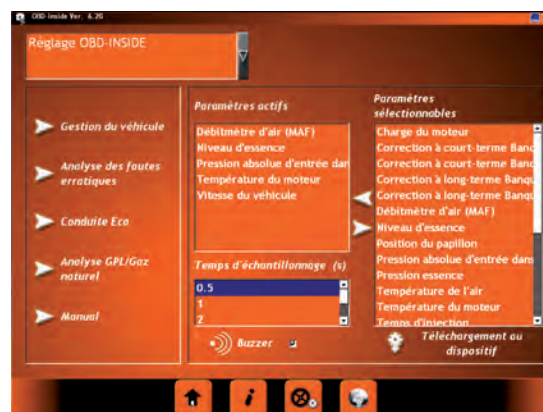 OBD-Inside Ver. 6.20
Réglage OBD-INSIDE
Gestion du véhicule
Analyse des fautes
erratiques
Conduite Eco
Analyse GPL/Gaz
naturel
Manual
Paramètres actifs
Débitmètre d'air (MAF)
Niveau d'essence
Pression absolue d'entrée dan
Température du moteur
Vitesse du véhicule
Temps d'échantillonnage (s)
0.5
1
2
Buzzer
Paramètres
sélectionnables
Charge du moteur
Correction à court-terme Banq
Correction à court-terme Banq
Correction à long-terme Banqu
Correction à long-terme Banqu
Débitmètre d'air (MAF)
Niveau d'essence
Position du papillon
Pression absolue d'entrée dans
Pression essence
Température de l'air
Température du moteur
Temps d'injection
Téléchargement au
dispositif